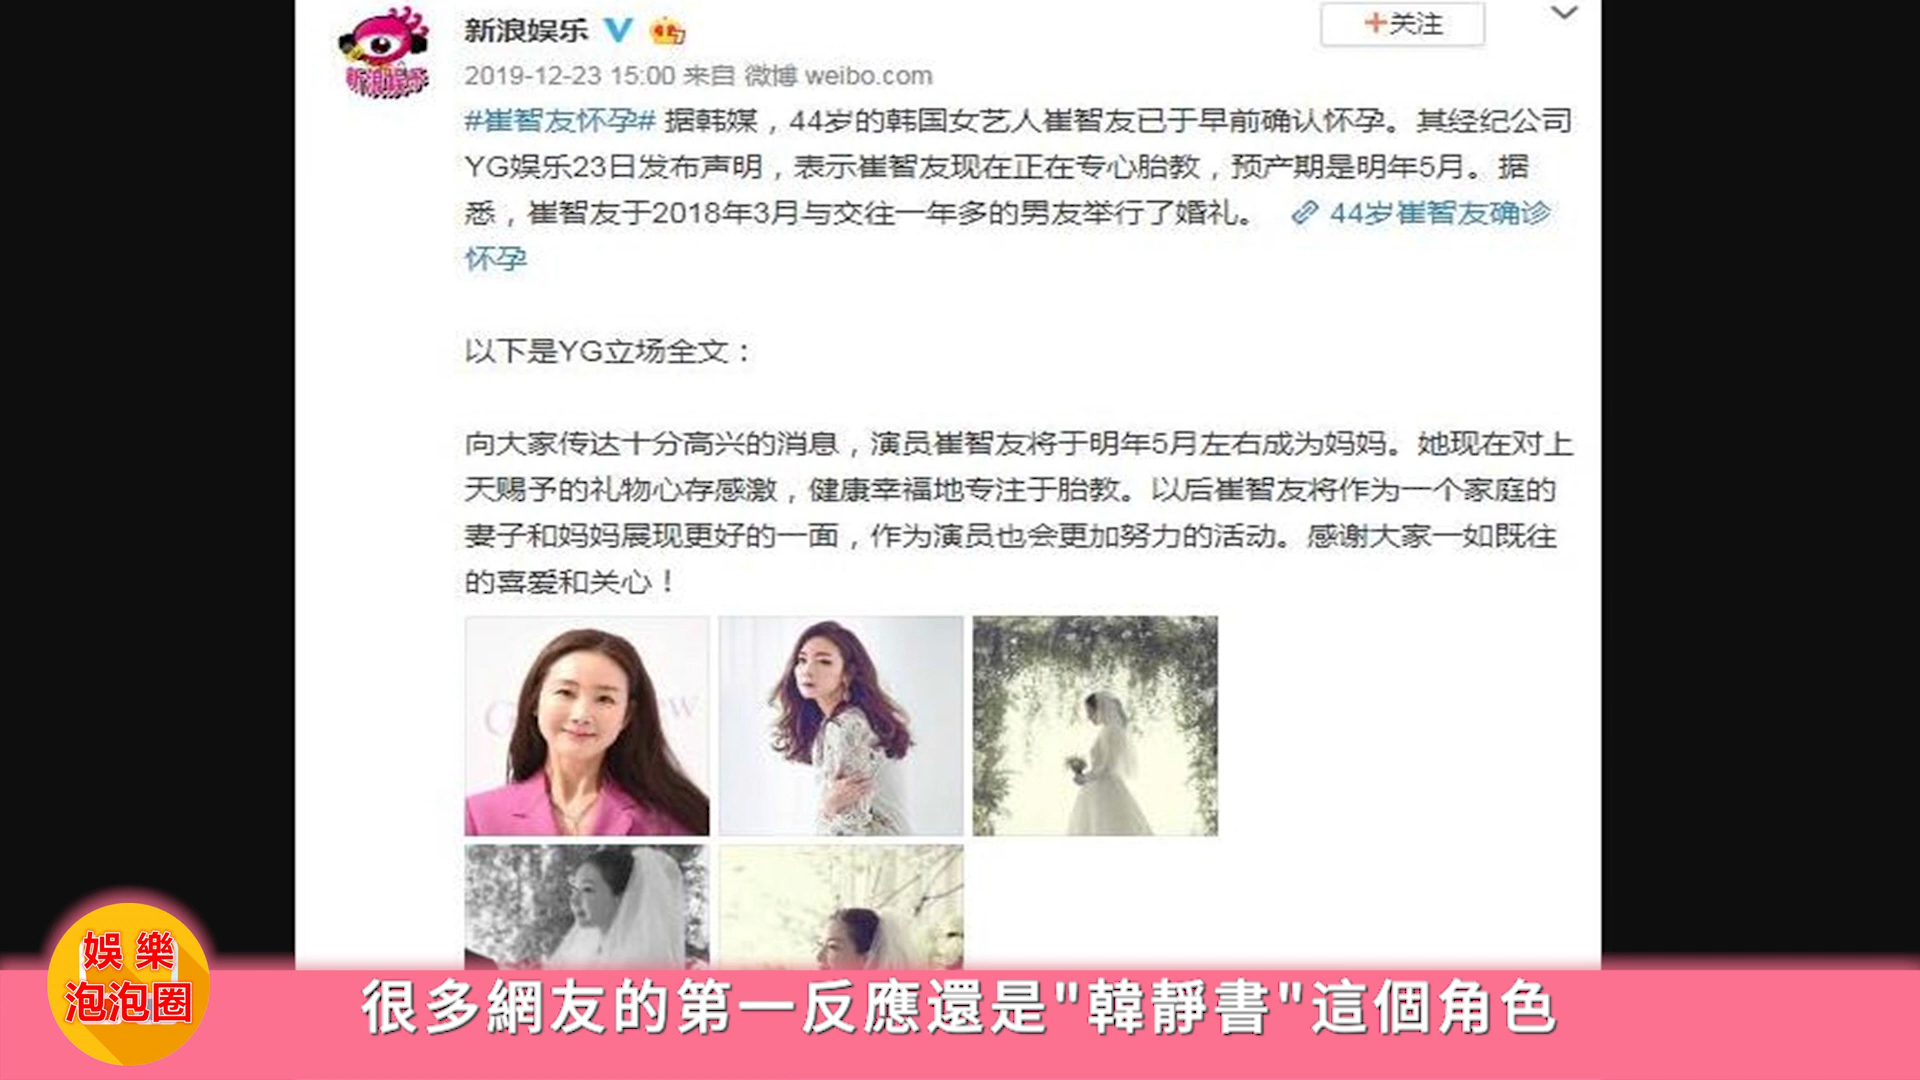 新浪娱乐
+关注
2019-12-23 15:00 来自 微博 weibo.com
新浪娱乐
#崔智友怀孕# 据韩媒，44岁的韩国女艺人崔智友已于早前确认怀孕。其经纪公司
YG娱乐23日发布声明，表示崔智友现在正在专心胎教，预产期是明年5月。据
悉，崔智友于2018年3月与交往一年多的男友举行了婚礼。 44岁崔智友确诊
怀孕
以下是YG立场全文：
向大家传达十分高兴的消息，演员崔智友将于明年5月左右成为妈妈。她现在对上
天赐予的礼物心存感激，健康幸福地专注于胎教。以后崔智友将作为一个家庭的
妻子和妈妈展现更好的一面，作为演员也会更加努力的活动。感谢大家一如既往
的喜爱和关心！
娛樂
泡泡圈
很多網友的第一反應還是"韓靜書"這個角色